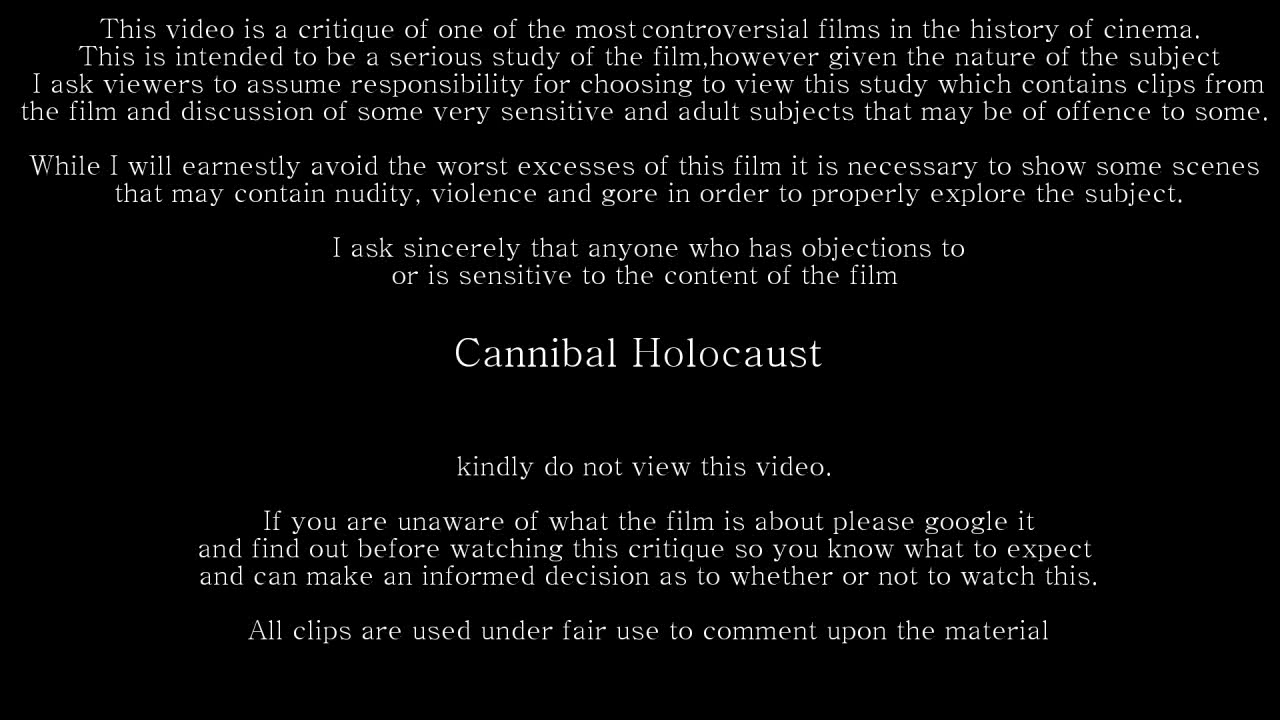 This video is a critique of one of the most controversial films in the history of cinema.
This is intended to be a serious study of the film,however given the nature of the subject
I ask viewers to assume responsibility for choosing to view this study which contains clips from
the film and discussion of some very sensitive and adult subjects that may be of offence to some.
While I will earnestly avoid the worst excesses of this film it is necessary to show some scenes
that may contain nudity, violence and gore in order to properly explore the subject.
I ask sincerely that anyone who has objections to
or is sensitive to the content of the film
Cannibal Holocaust
kindly do not view this video.
If you are unaware of what the film is about please google it
and find out before watching this critique so you know what to expect
and can make an informed decision as to whether or not to watch this.
All clips are used under fair use to comment upon the material